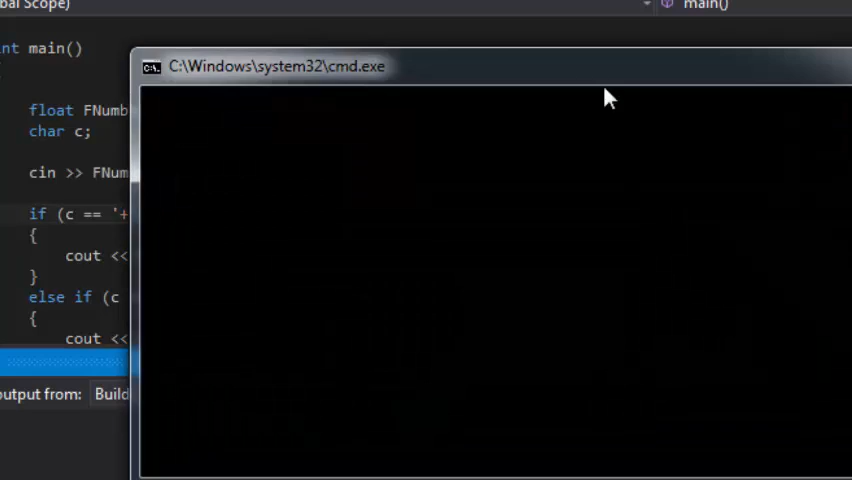 bal Scope)
main()
int main()
{
C:\Windows\system32\cmd.exe
float FNumb
char c;
cin >> FNum
if (c == '+
{
cout <<
}
else if (c
{
cout <<
output from:
Build